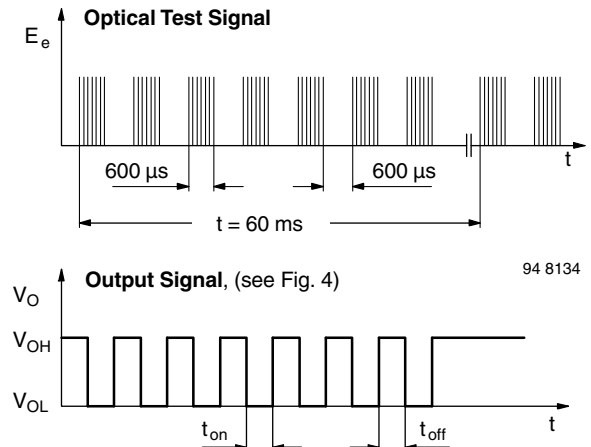 Optical Test Signal
E e
t
600 µs
600 µs
t = 60 ms
94 8134
Output Signal, (see Fig. 4)
V O
V OH
V OL
t on
t off
t